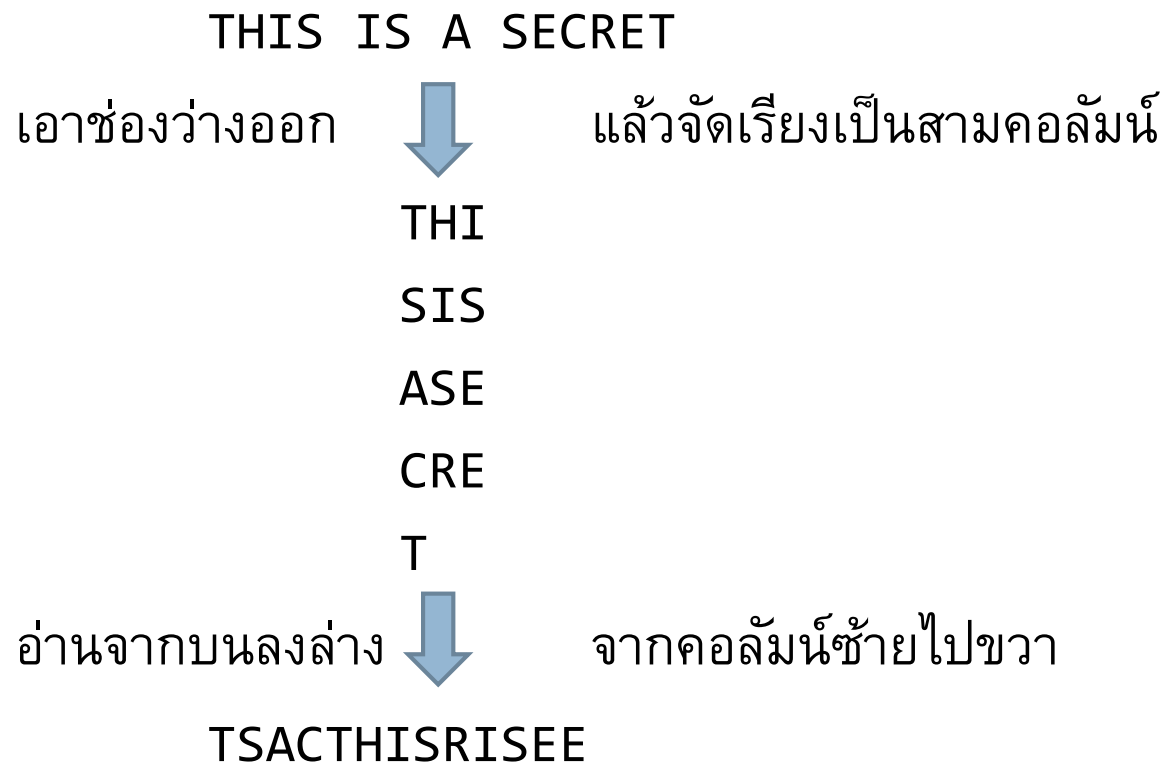 THIS IS A SECRET
เอาช่องว่างออก แล้วจัดเรียงเป็นสามคอลัมน์
THI
SIS
ASE
CRE
T
อ่านจากบนลงล่าง จากคอลัมน์ซ้ายไปขวา
TSACTHISRISEE